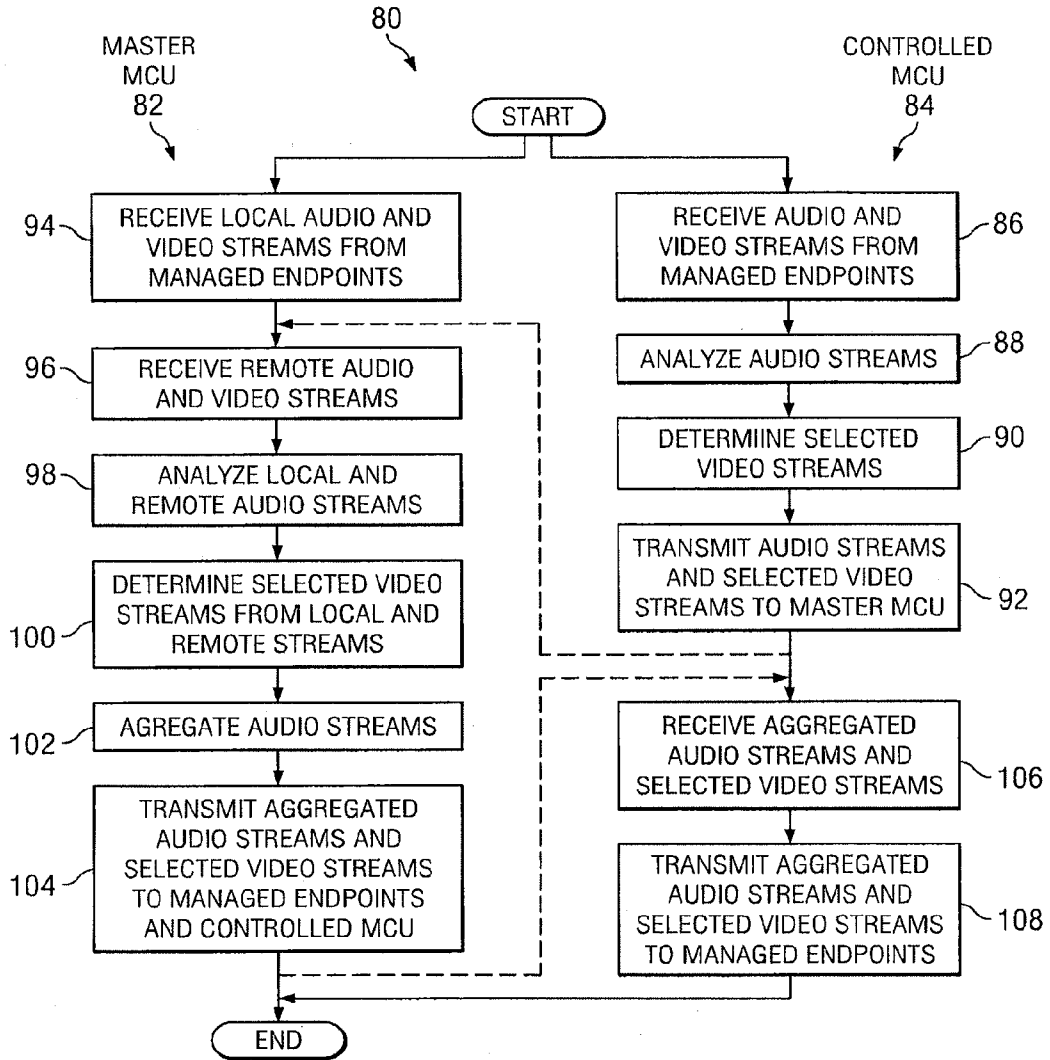 80
MASTER
MCU
82
CONTROLLED
MCU
84
START
94
RECEIVE LOCAL AUDIO AND
VIDEO STREAMS FROM
MANAGED ENDPOINTS
RECEIVE AUDIO AND
VIDEO STREAMS FROM
MANAGED ENDPOINTS
86
96
RECEIVE REMOTE AUDIO
AND VIDEO STREAMS
ANALYZE AUDIO STREAMS
88
98
ANALYZE LOCAL AND
REMOTE AUDIO STREAMS
DETERMIINE SELECTED
VIDEO STREAMS
90
100
DETERMINE SELECTED VIDEO
STREAMS FROM LOCAL AND
REMOTE STREAMS
TRANSMIT AUDIO STREAMS
AND SELECTED VIDEO
STREAMS TO MASTER MCU
92
102
AGREGATE AUDIO STREAMS
RECEIVE AGGREGATED
AUDIO STREAMS AND
SELECTED VIDEO STREAMS
106
104
TRANSMIT AGGREGATED
AUDIO STREAMS AND
SELECTED VIDEO STREAMS
TO MANAGED ENDPOINTS
AND CONTROLLED MCU
TRANSMIT AGGREGATED
AUDIO STREAMS AND
SELECTED VIDEO STREAMS
TO MANAGED ENDPOINTS
108
END